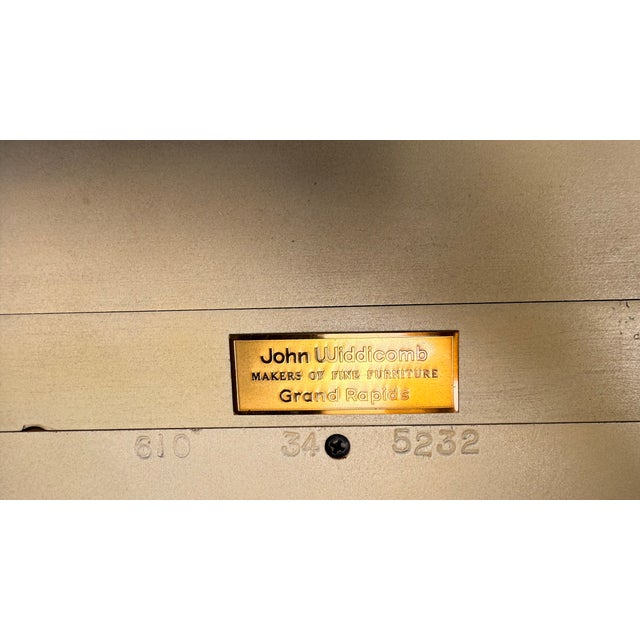 John Widdicomb
MAKERS OF FINE FURNITURE
Grand Rapids
610 34 5232